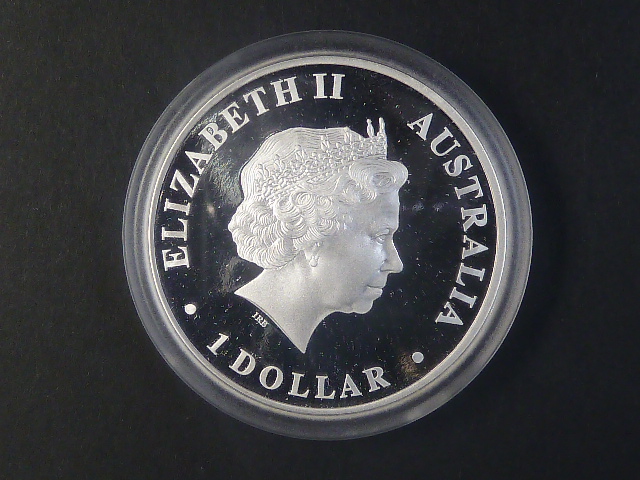 ELIZABETH II
AUSTRALIA
1 DOLLAR
IRB